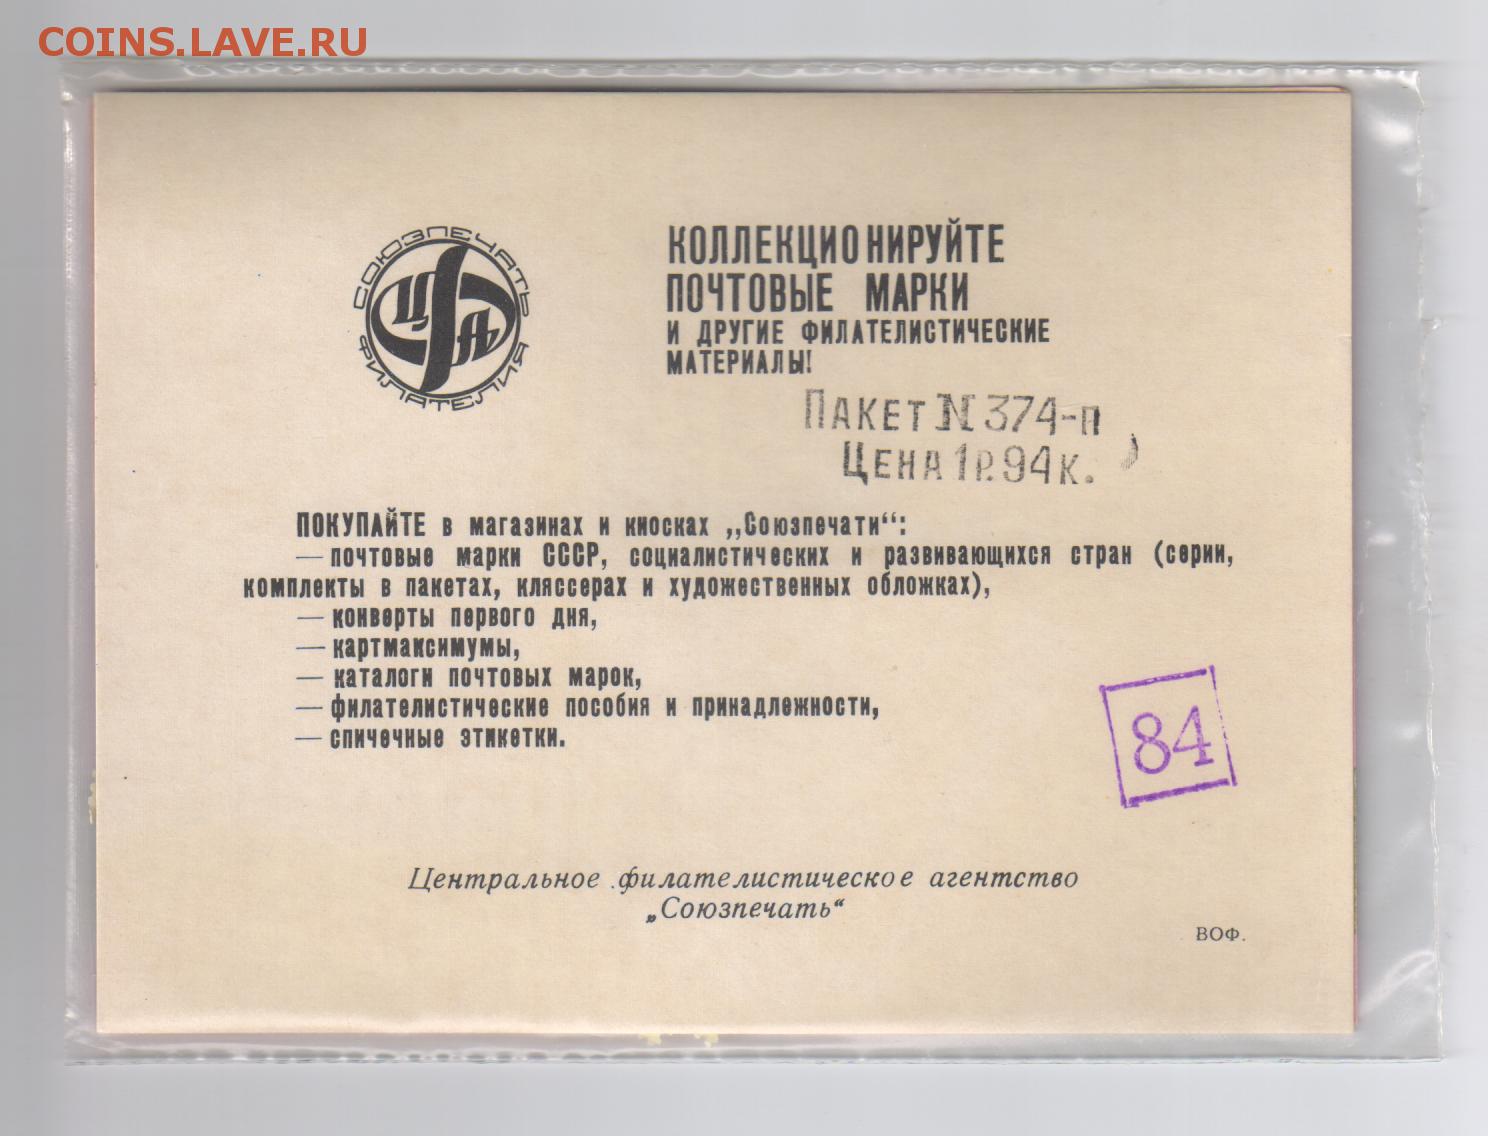 COINS.LAVE.RU
СОЮЗПЕЧАТЬ
ЦФА
ФИЛАТЕЛИЯ
КОЛЛЕКЦИОНИРУЙТЕ
ПОЧТОВЫЕ МАРКИ
И ДРУГИЕ ФИЛАТЕЛИСТИЧЕСКИЕ
МАТЕРИАЛЫ!
ПАКЕТ N 374-п
ЦЕНА 1р.94к.
ПОКУПАЙТЕ в магазинах и киосках „Союзпечати“:
— почтовые марки СССР, социалистических и развивающихся стран (серии,
комплекты в пакетах, кляссерах и художественных обложках),
— конверты первого дня,
— картмаксимумы,
— каталоги почтовых марок,
— филателистические пособия и принадлежности,
— спичечные этикетки.
84
Центральное филателистическое агентство
„Союзпечать“
ВОФ.